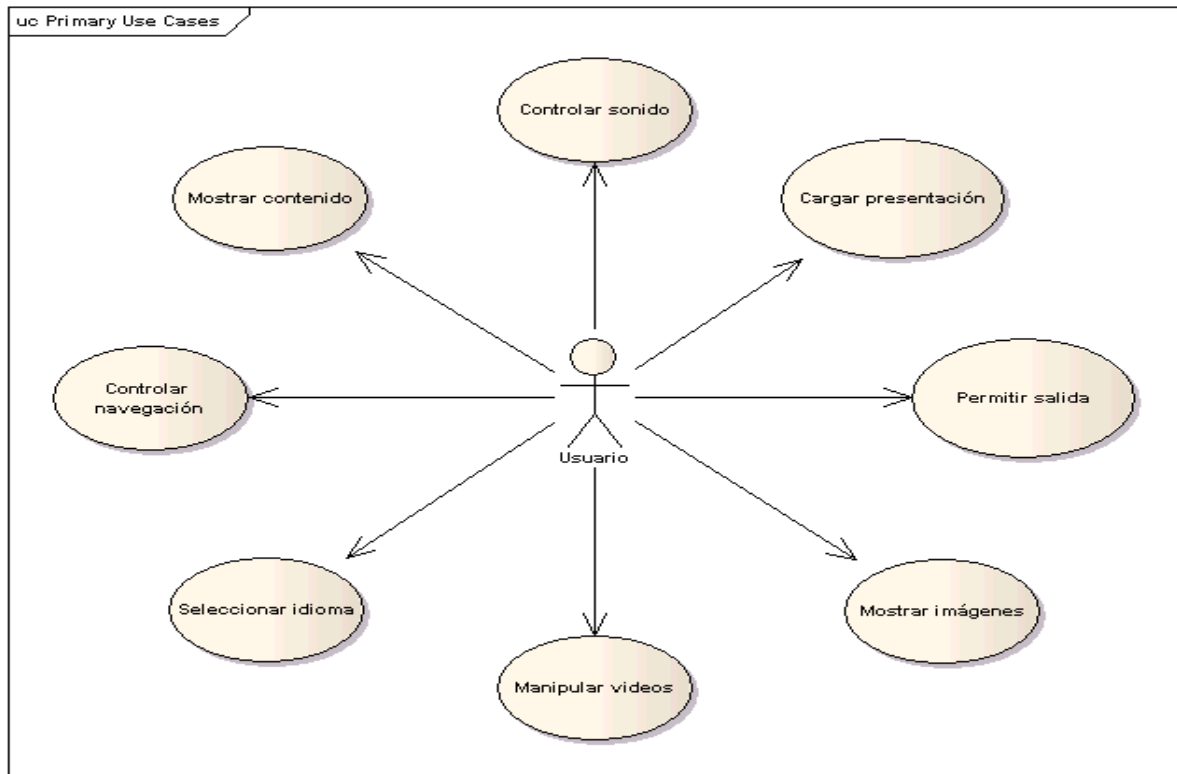 uc Primary Use Cases
Controlar sonido
Mostrar contenido
Cargar presentación
Controlar
navegación
Permitir salida
Usuario
Seleccionar idioma
Mostrar imágenes
Manipular videos